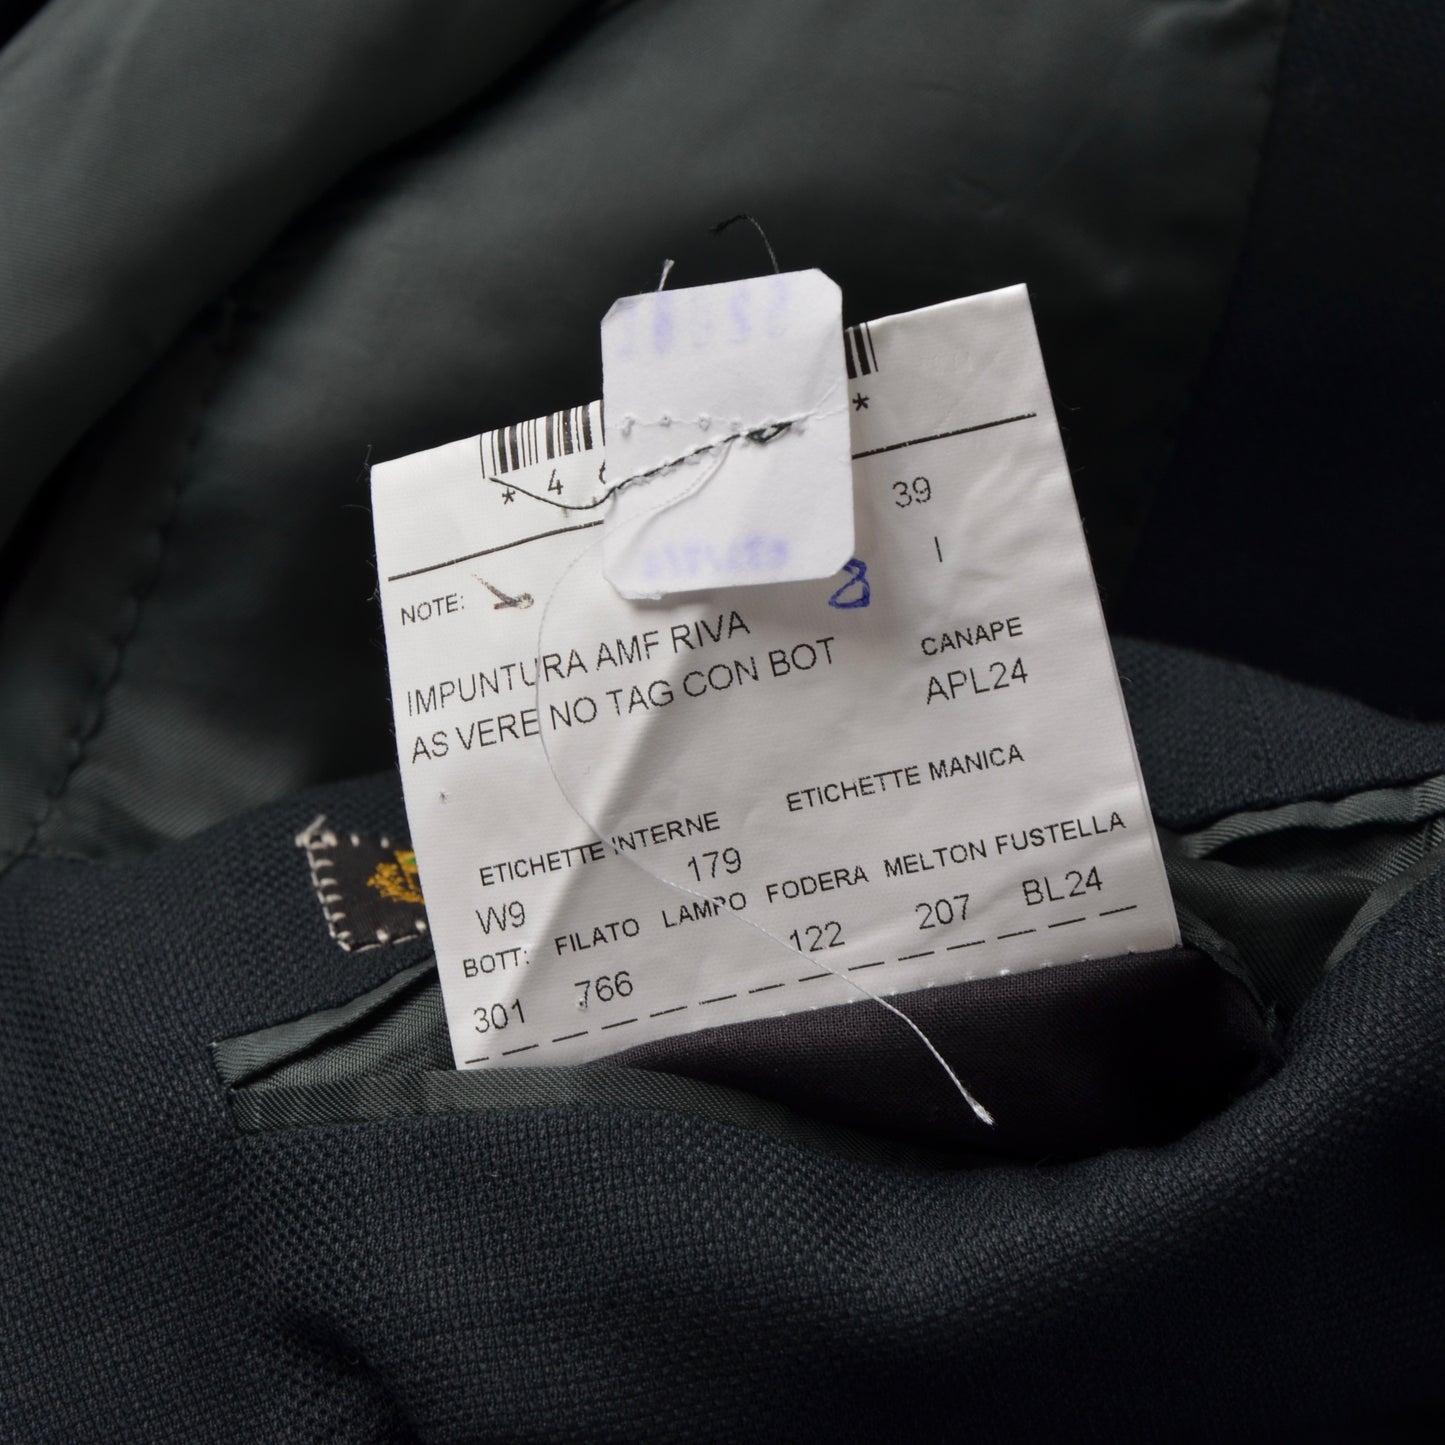 * 4 *
39
I
NOTE:
8
IMPUNTURA AMF RIVA
CANAPE
AS VERE NO TAG CON BOT
APL24
ETICHETTE INTERNE
ETICHETTE MANICA
W9 179
BOTT: FILATO LAMPO FODERA MELTON FUSTELLA
301 766 122 207 BL24